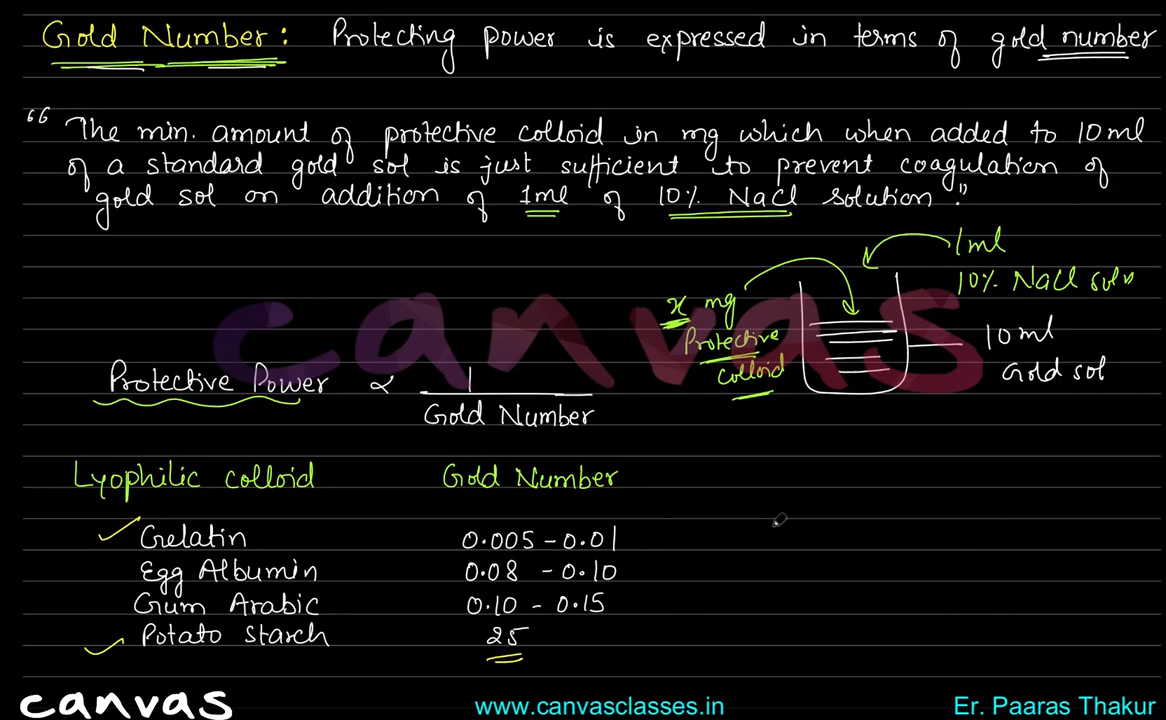 Gold Number: Protecting power is expressed in terms of gold number
“ The min. amount of protective colloid in mg which when added to 10ml
of a standard gold sol is just sufficient to prevent coagulation of
gold sol on addition of 1ml of 10% NaCl solution.”
1ml
10% NaCl solⁿ
x mg
Protective
colloid
10ml
Gold sol
canvas
Protective Power ∝ 1
Gold Number
Lyophilic colloid Gold Number
Gelatin 0.005 - 0.01
Egg Albumin 0.08 - 0.10
Gum Arabic 0.10 - 0.15
Potato Starch 25
canvas www.canvasclasses.in Er. Paaras Thakur